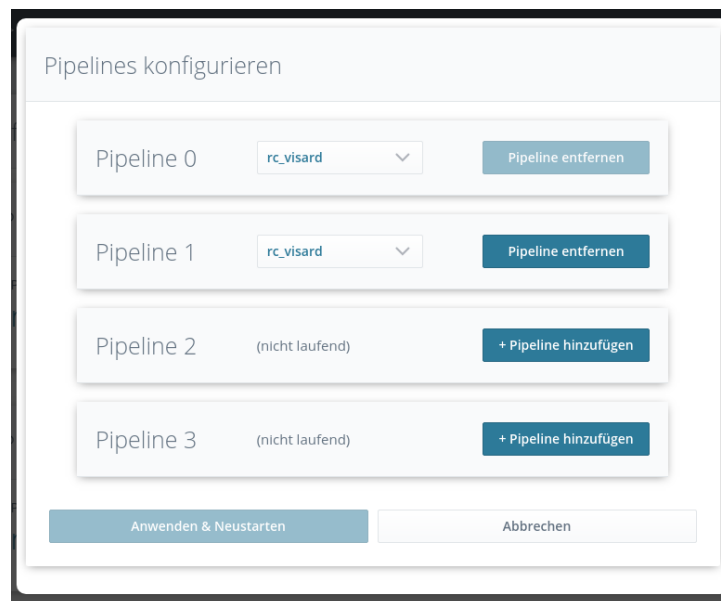 Pipelines konfigurieren
Pipeline 0 rc_visard Pipeline entfernen
Pipeline 1 rc_visard Pipeline entfernen
Pipeline 2 (nicht laufend) + Pipeline hinzufügen
Pipeline 3 (nicht laufend) + Pipeline hinzufügen
Anwenden & Neustarten Abbrechen